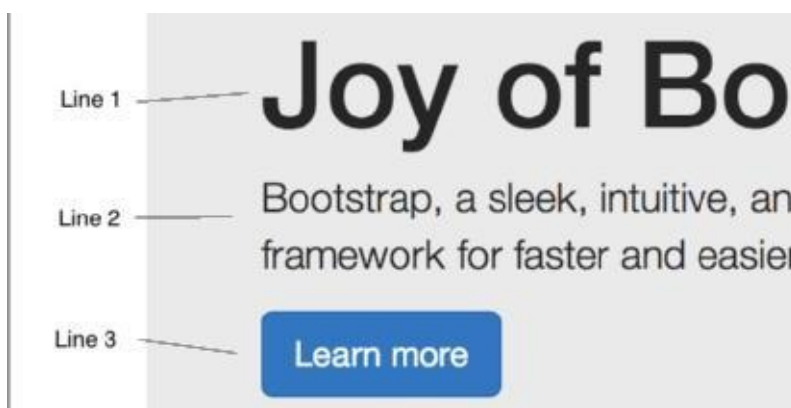 Line 1
Joy of Bo
Line 2
Bootstrap, a sleek, intuitive, an
framework for faster and easier
Line 3
Learn more